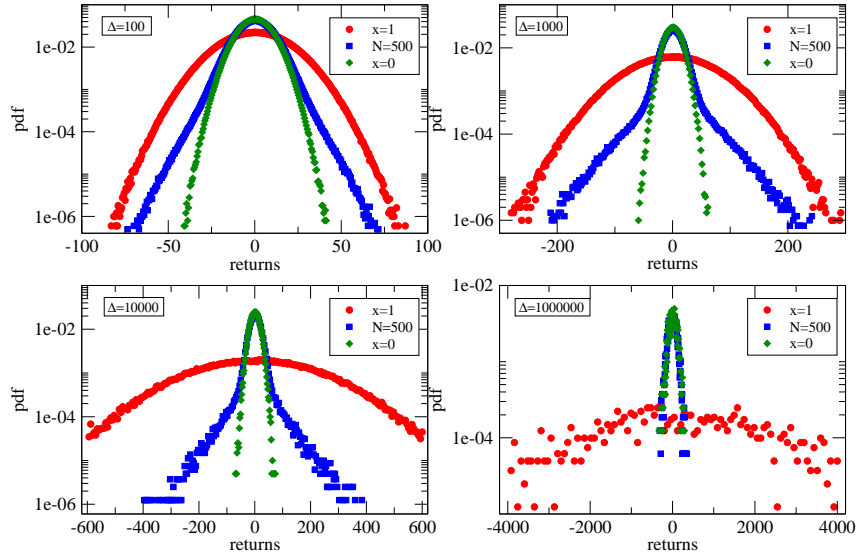 Δ=100
x=1
N=500
x=0
1e-02
1e-04
1e-06
pdf
-100
-50
0
50
100
returns
Δ=1000
x=1
N=500
x=0
1e-02
1e-04
1e-06
pdf
-200
0
200
returns
Δ=10000
x=1
N=500
x=0
1e-02
1e-04
1e-06
pdf
-600
-400
-200
0
200
400
600
returns
Δ=1000000
x=1
N=500
x=0
1e-02
1e-04
pdf
-4000
-2000
0
2000
4000
returns